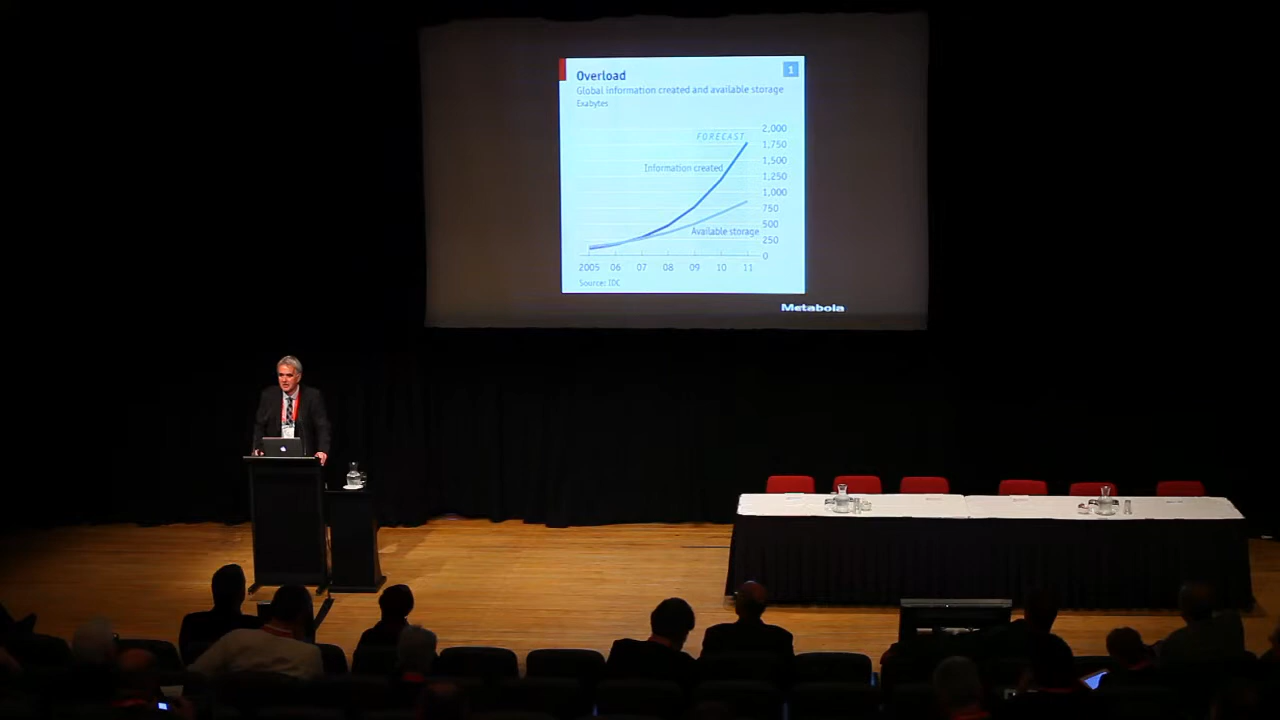 Overload
1
Global information created and available storage
Exabytes
FORECAST
2,000
1,750
Information created
1,500
1,250
1,000
750
500
Available storage
250
0
2005 06 07 08 09 10 11
Source: IDC
Metabola